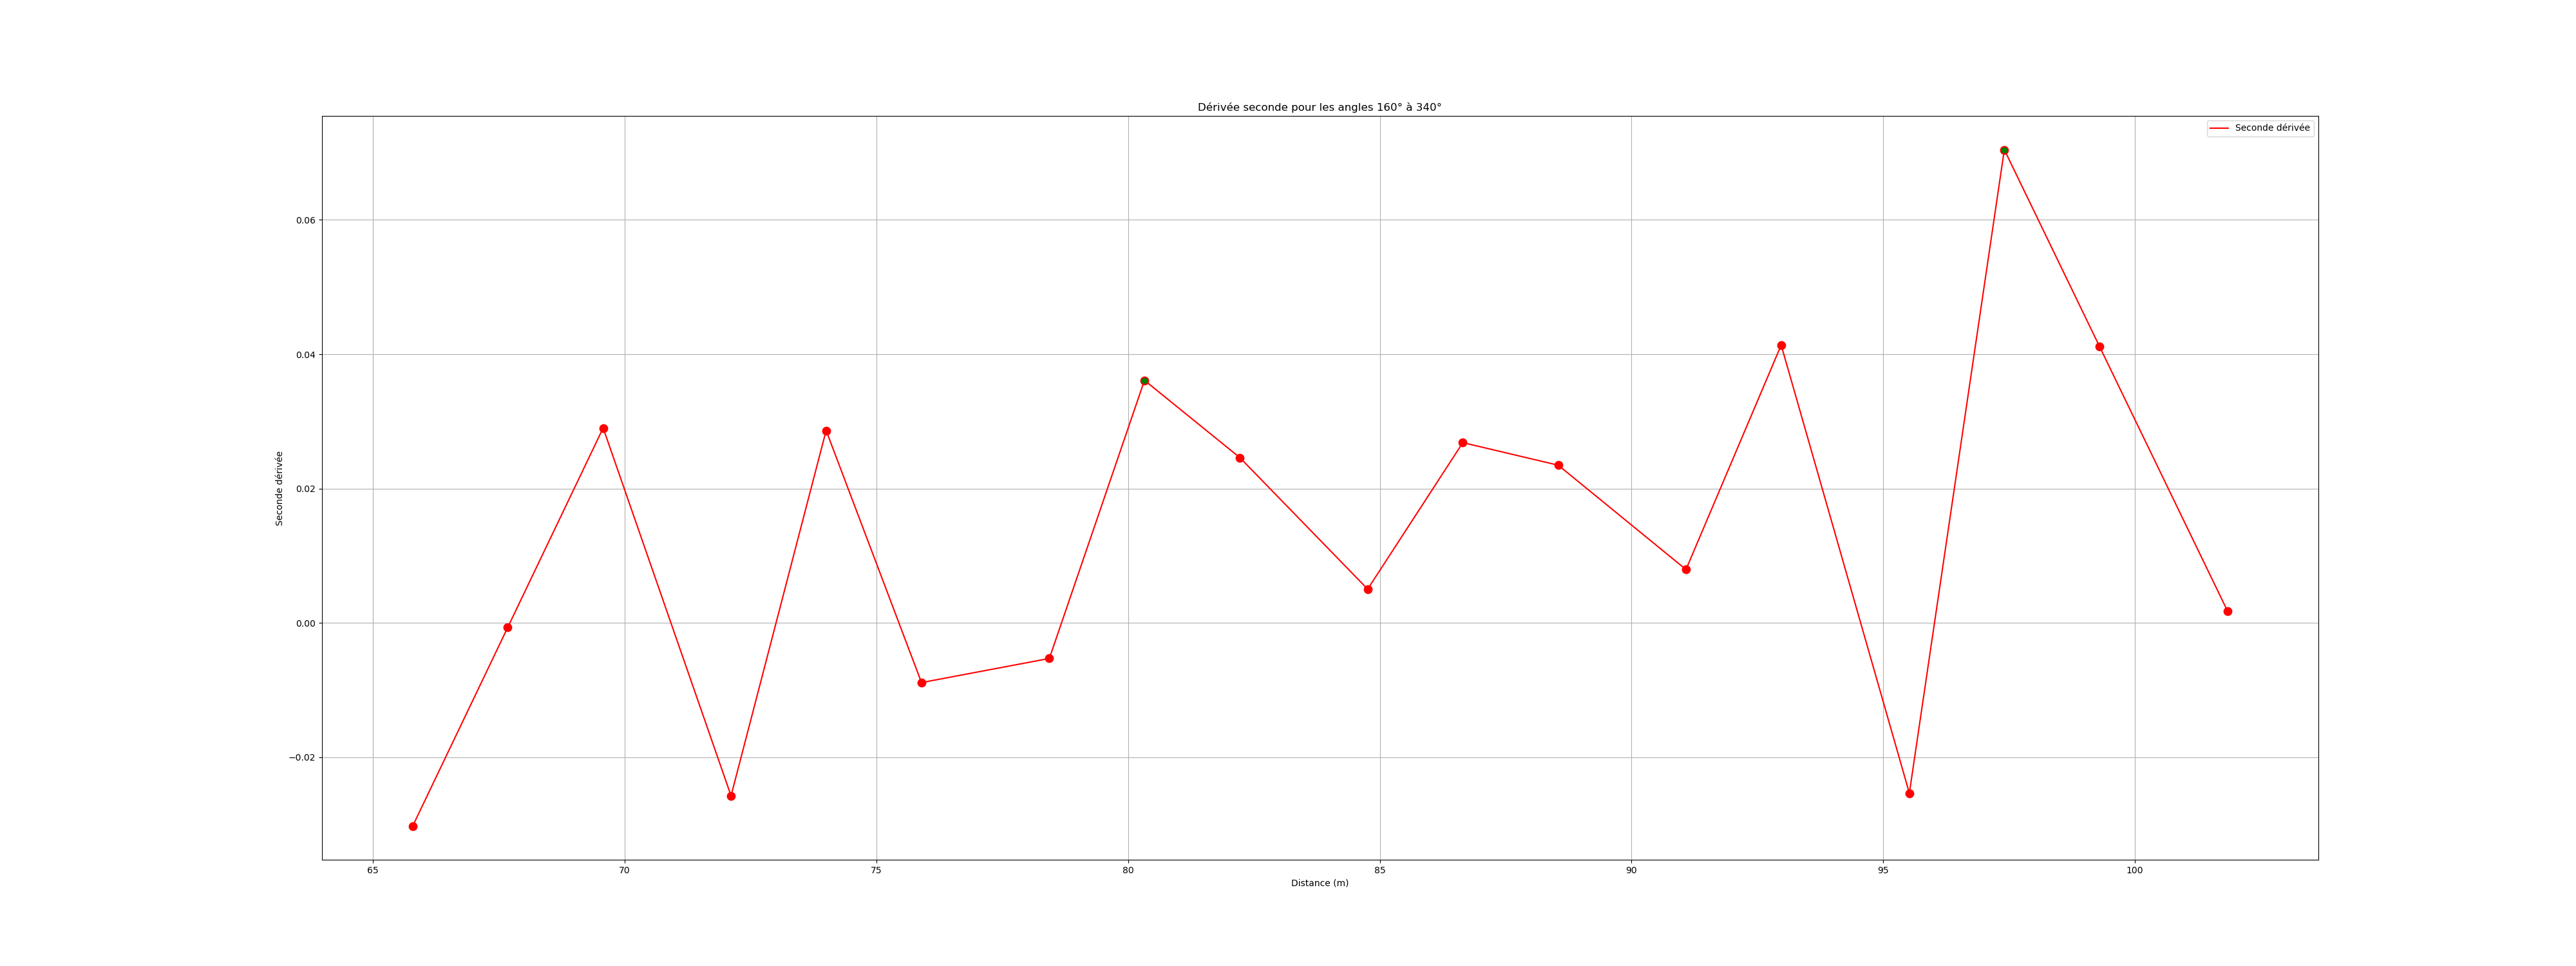 Dérivée seconde pour les angles 160° à 340°
Seconde dérivée
0.06
0.04
0.02
0.00
−0.02
Seconde dérivée
65 70 75 80 85 90 95 100
Distance (m)